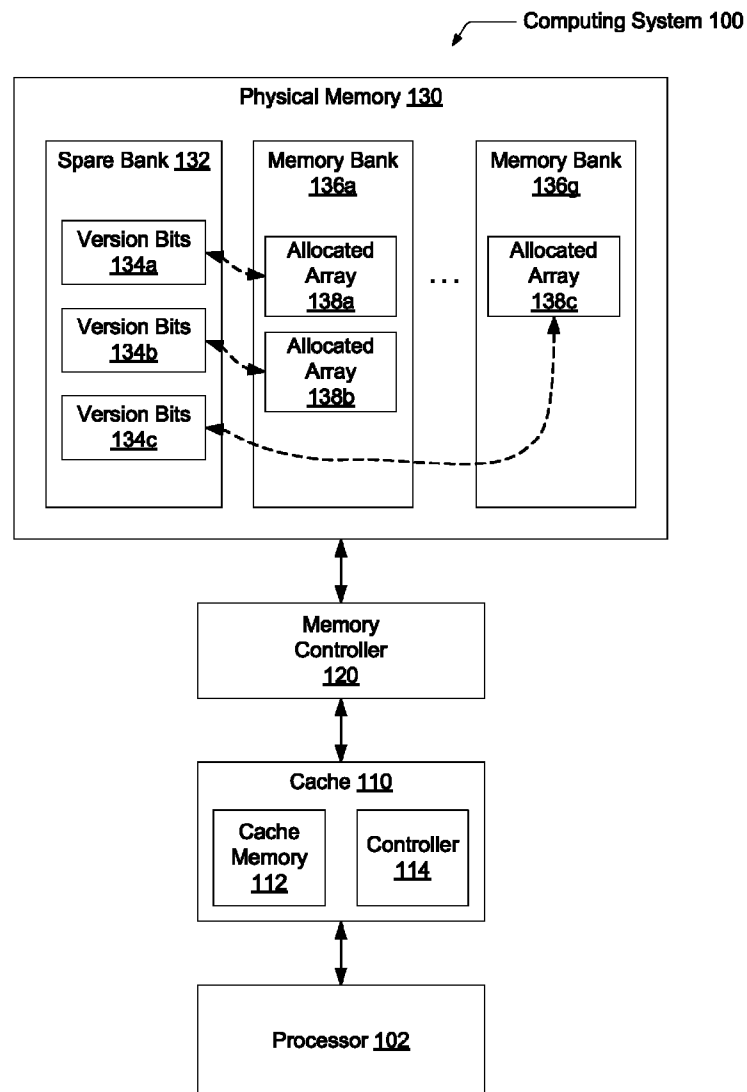 Computing System 100
Physical Memory 130
Spare Bank 132
Version Bits
134a
Version Bits
134b
Version Bits
134c
Memory Bank
136a
Allocated
Array
138a
Allocated
Array
138b
...
Memory Bank
136g
Allocated
Array
138c
Memory
Controller
120
Cache 110
Cache
Memory
112
Controller
114
Processor 102